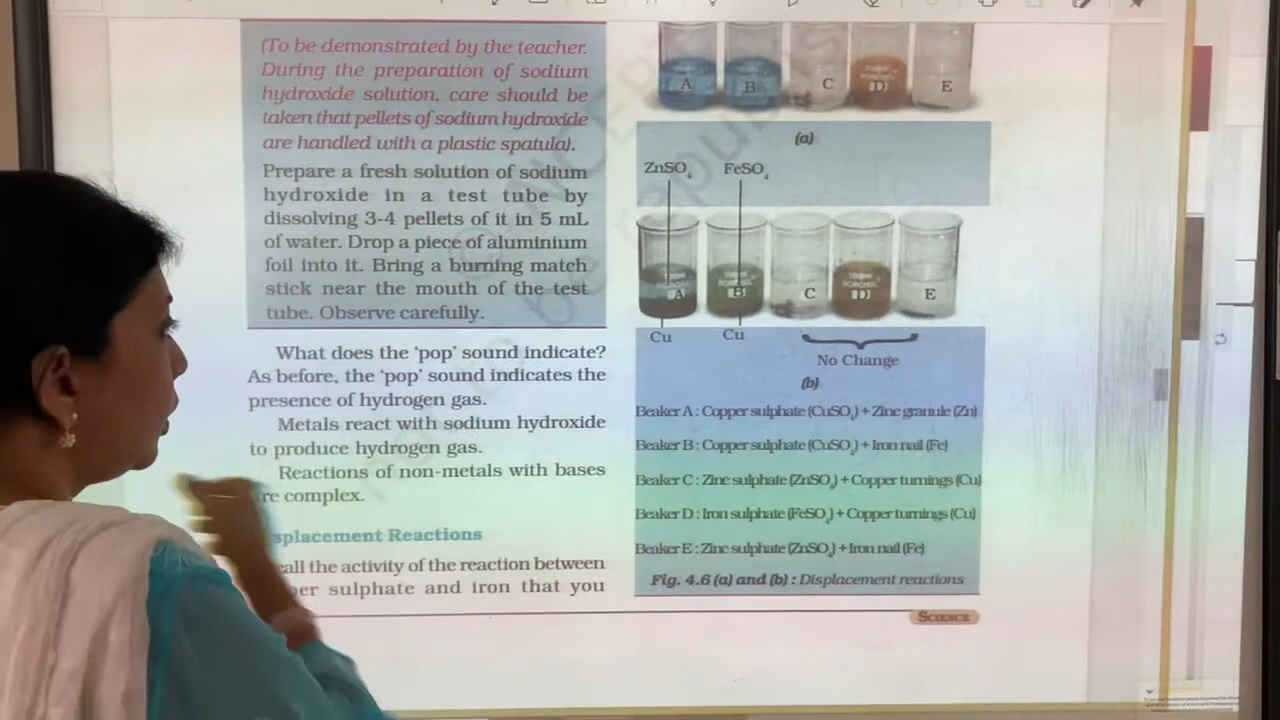 (To be demonstrated by the teacher.
During the preparation of sodium
hydroxide solution, care should be
taken that pellets of sodium hydroxide
are handled with a plastic spatula).
Prepare a fresh solution of sodium
hydroxide in a test tube by
dissolving 3-4 pellets of it in 5 mL
of water. Drop a piece of aluminium
foil into it. Bring a burning match
stick near the mouth of the test
tube. Observe carefully.
What does the ‘pop’ sound indicate?
As before, the ‘pop’ sound indicates the
presence of hydrogen gas.
Metals react with sodium hydroxide
to produce hydrogen gas.
Reactions of non-metals with bases
re complex.
splacement Reactions
all the activity of the reaction between
per sulphate and iron that you
A B C D E
(a)
ZnSO4 FeSO4
A B C D E
Cu Cu
No Change
(b)
Beaker A : Copper sulphate (CuSO4) + Zinc granule (Zn)
Beaker B : Copper sulphate (CuSO4) + Iron nail (Fe)
Beaker C : Zinc sulphate (ZnSO4) + Copper turnings (Cu)
Beaker D : Iron sulphate (FeSO4) + Copper turnings (Cu)
Beaker E : Zinc sulphate (ZnSO4) + Iron nail (Fe)
Fig. 4.6 (a) and (b) : Displacement reactions
SCIENCE